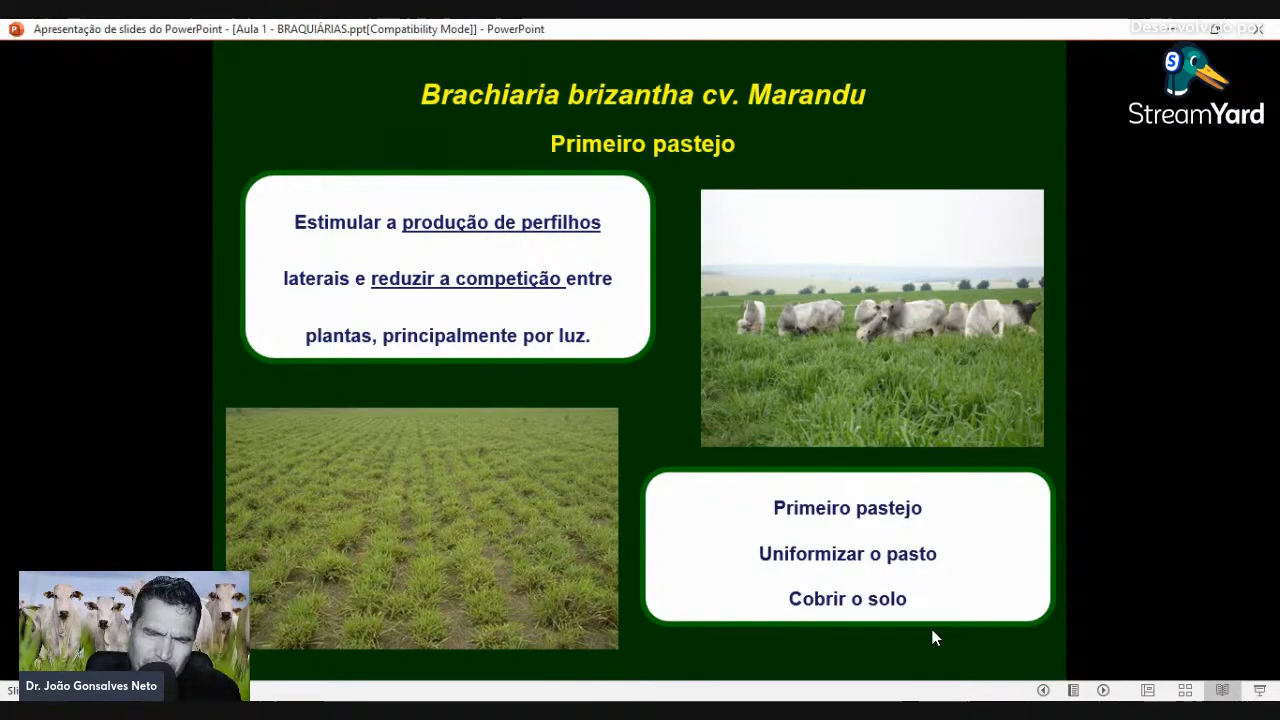 Apresentação de slides do PowerPoint - [Aula 1 - BRAQUIÁRIAS.ppt[Compatibility Mode]] - PowerPoint
Desenvolvido por
StreamYard
Brachiaria brizantha cv. Marandu
Primeiro pastejo
Estimular a produção de perfilhos
laterais e reduzir a competição entre
plantas, principalmente por luz.
Primeiro pastejo
Uniformizar o pasto
Cobrir o solo
Dr. João Gonsalves Neto